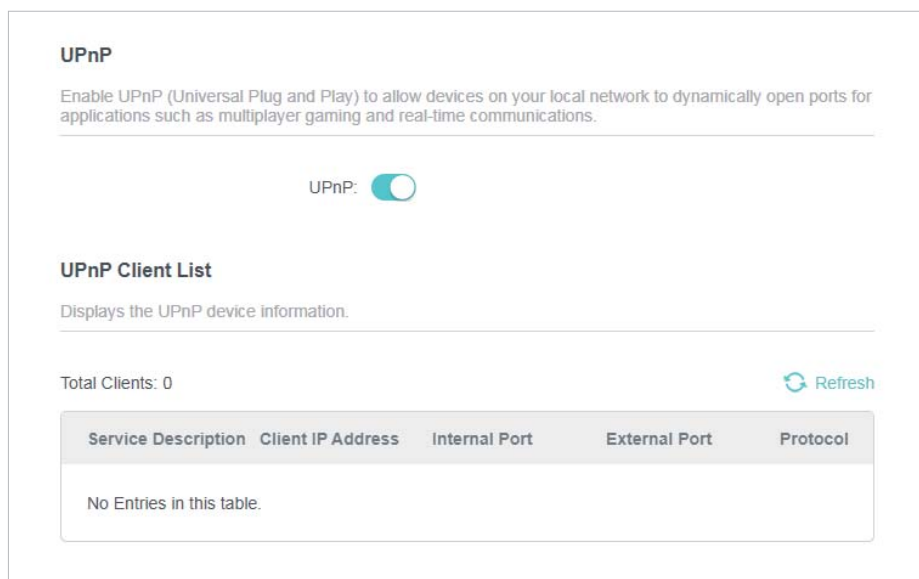 UPnP
Enable UPnP (Universal Plug and Play) to allow devices on your local network to dynamically open ports for
applications such as multiplayer gaming and real-time communications.
UPnP:
UPnP Client List
Displays the UPnP device information.
Total Clients: 0 Refresh
Service Description Client IP Address Internal Port External Port Protocol
No Entries in this table.